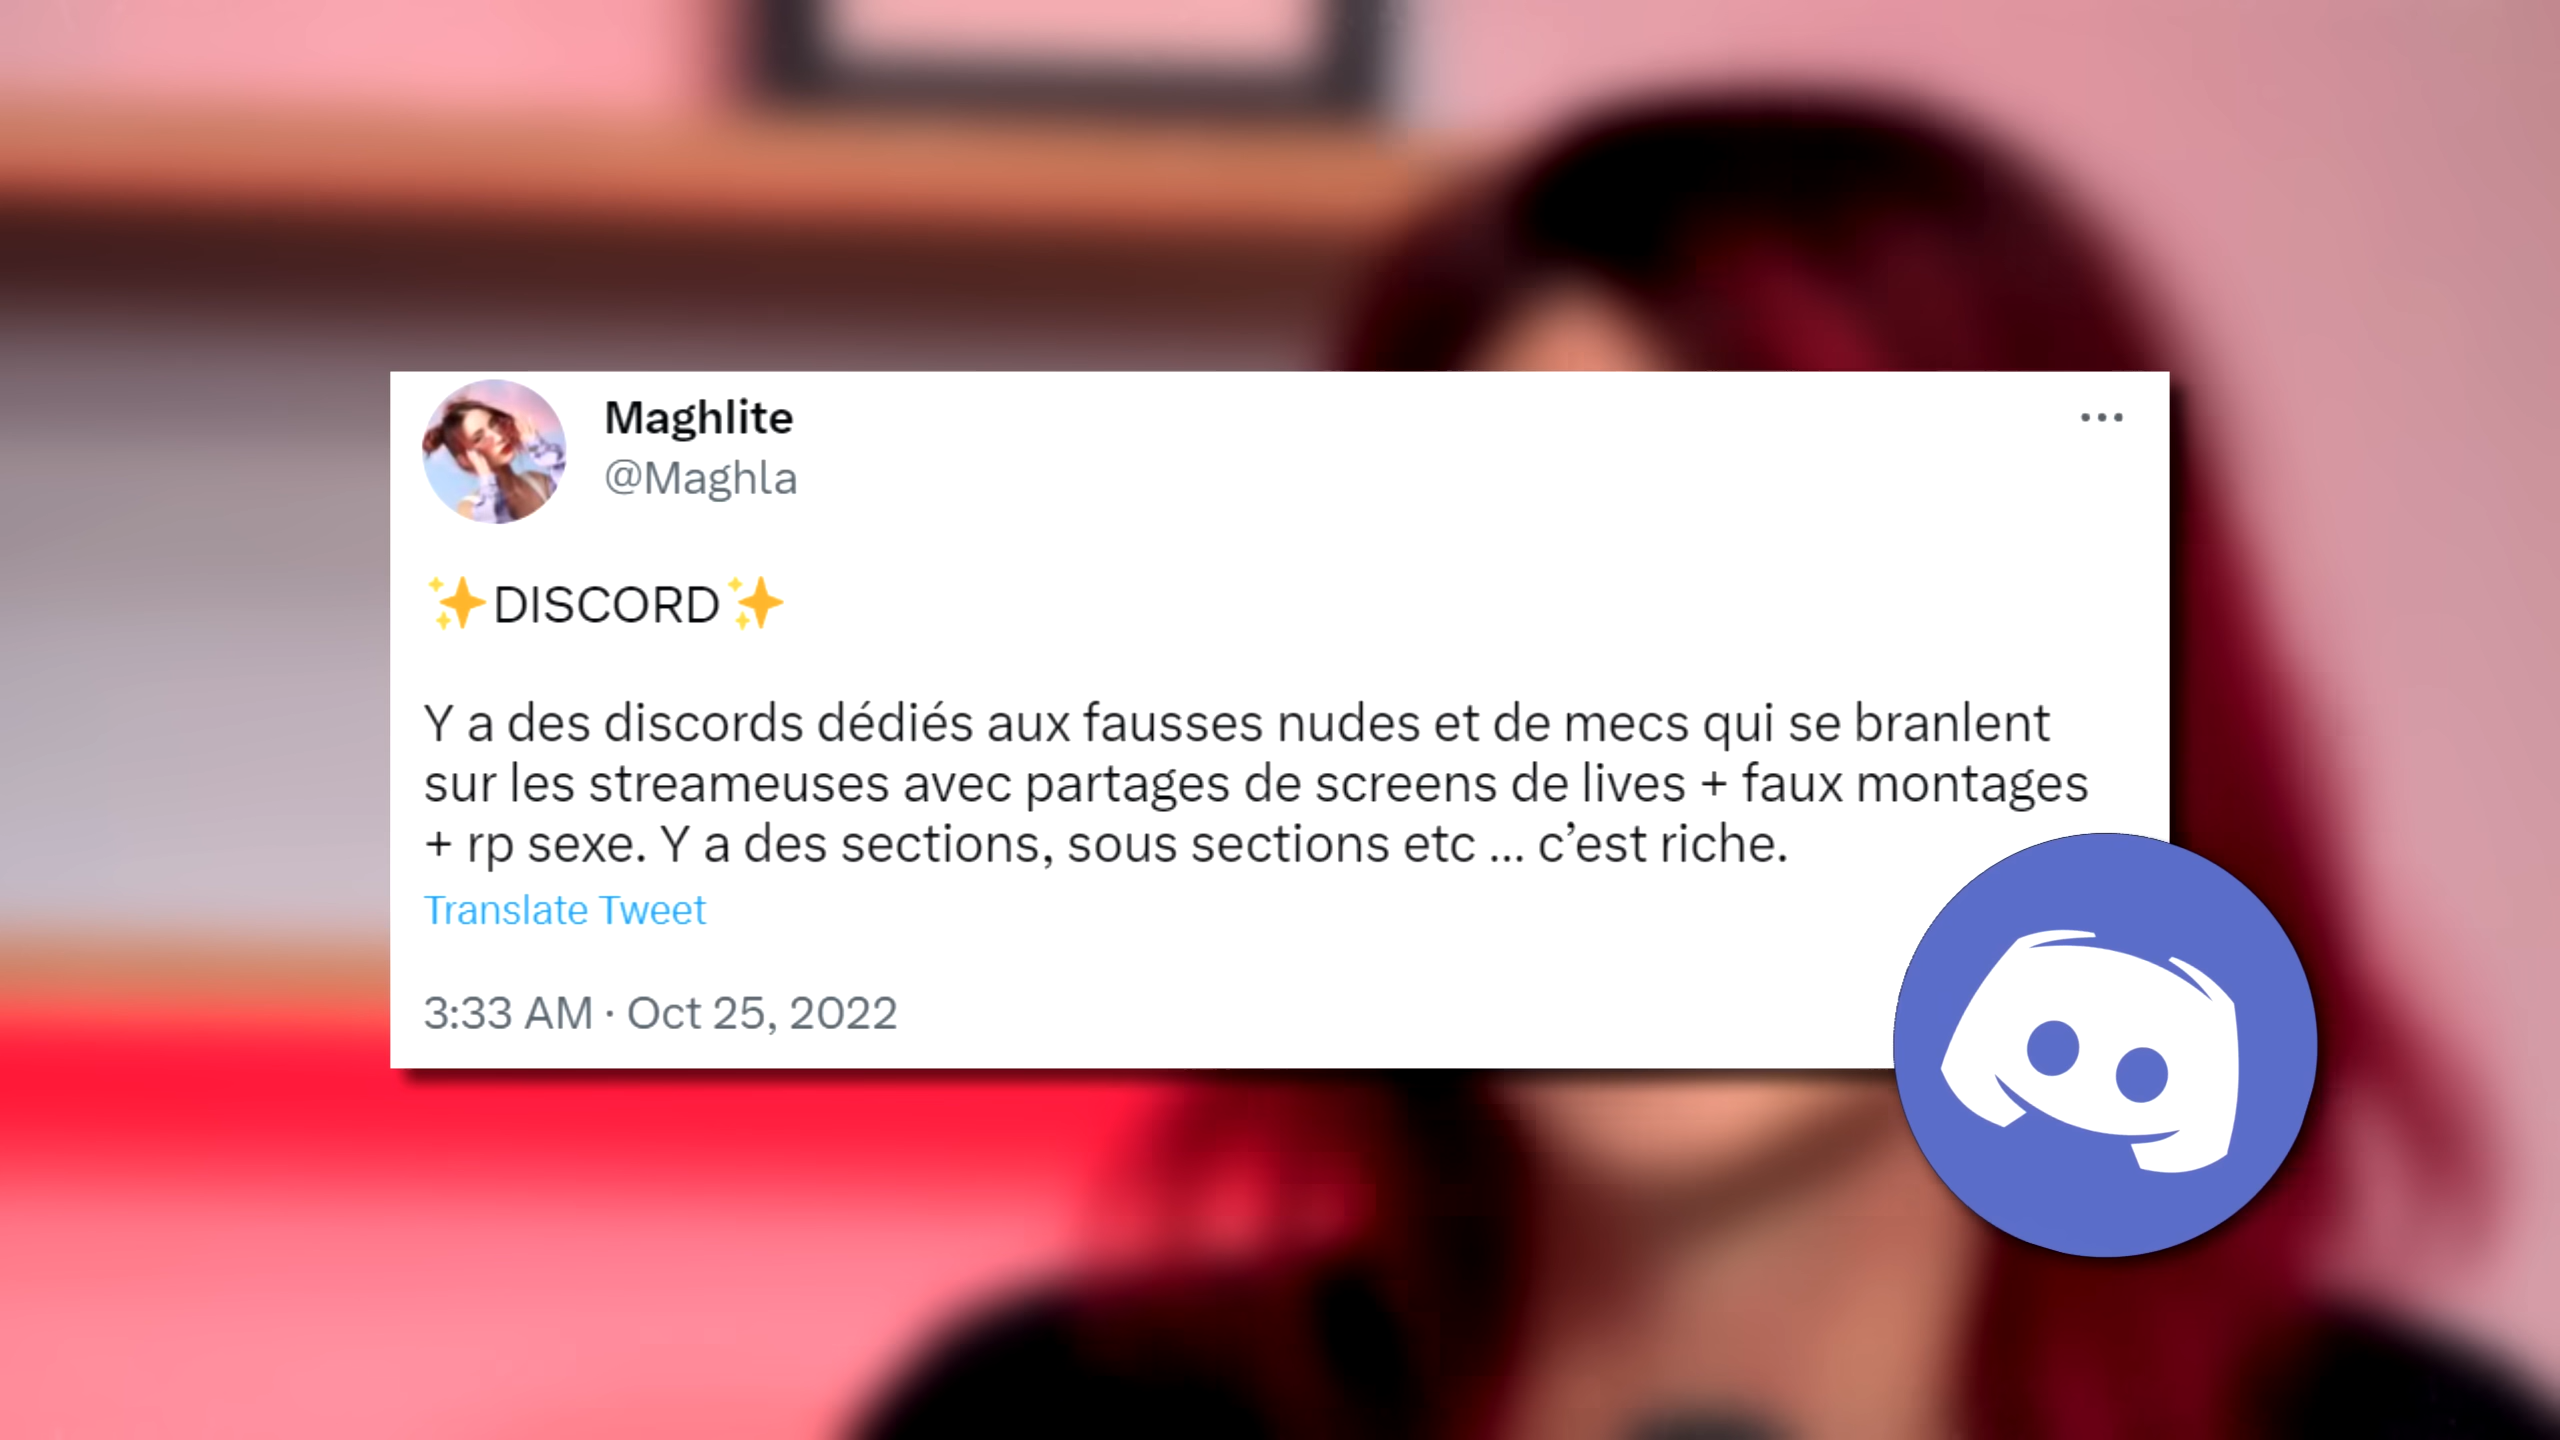 Maghlite
@Maghla
✨DISCORD✨
Y a des discords dédiés aux fausses nudes et de mecs qui se branlent
sur les streameuses avec partages de screens de lives + faux montages
+ rp sexe. Y a des sections, sous sections etc ... c’est riche.
Translate Tweet
3:33 AM · Oct 25, 2022